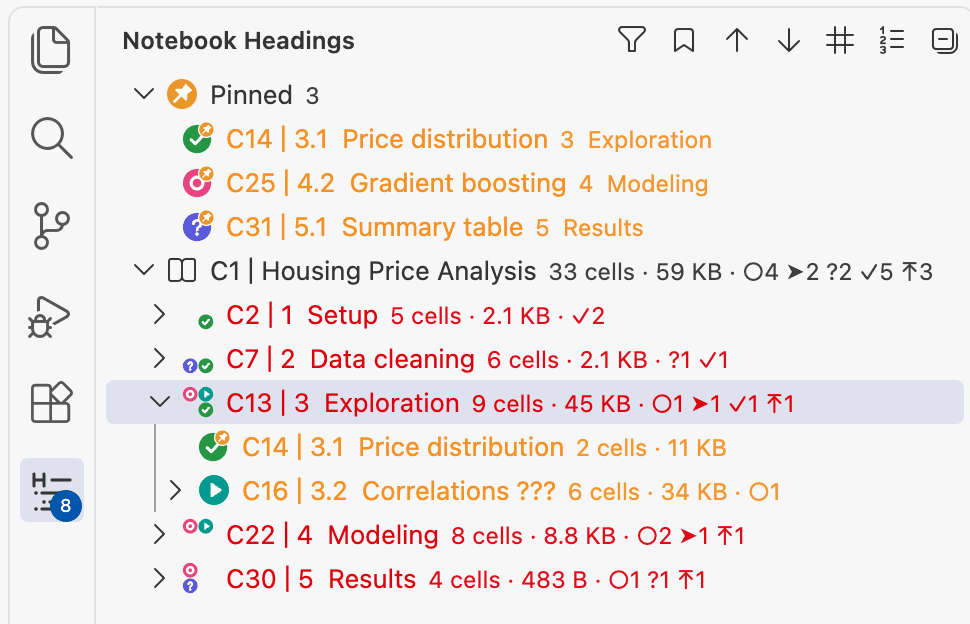 Notebook Headings
Pinned 3
C14 | 3.1 Price distribution 3 Exploration
C25 | 4.2 Gradient boosting 4 Modeling
C31 | 5.1 Summary table 5 Results
C1 | Housing Price Analysis 33 cells · 59 KB · ○4 ➤2 ?2 ✓5 ⤒3
C2 | 1 Setup 5 cells · 2.1 KB · ✓2
C7 | 2 Data cleaning 6 cells · 2.1 KB · ?1 ✓1
C13 | 3 Exploration 9 cells · 45 KB · ○1 ➤1 ✓1 ⤒1
C14 | 3.1 Price distribution 2 cells · 11 KB
C16 | 3.2 Correlations ??? 6 cells · 34 KB · ○1
C22 | 4 Modeling 8 cells · 8.8 KB · ○2 ➤1 ⤒1
C30 | 5 Results 4 cells · 483 B · ○1 ?1 ⤒1
H
8